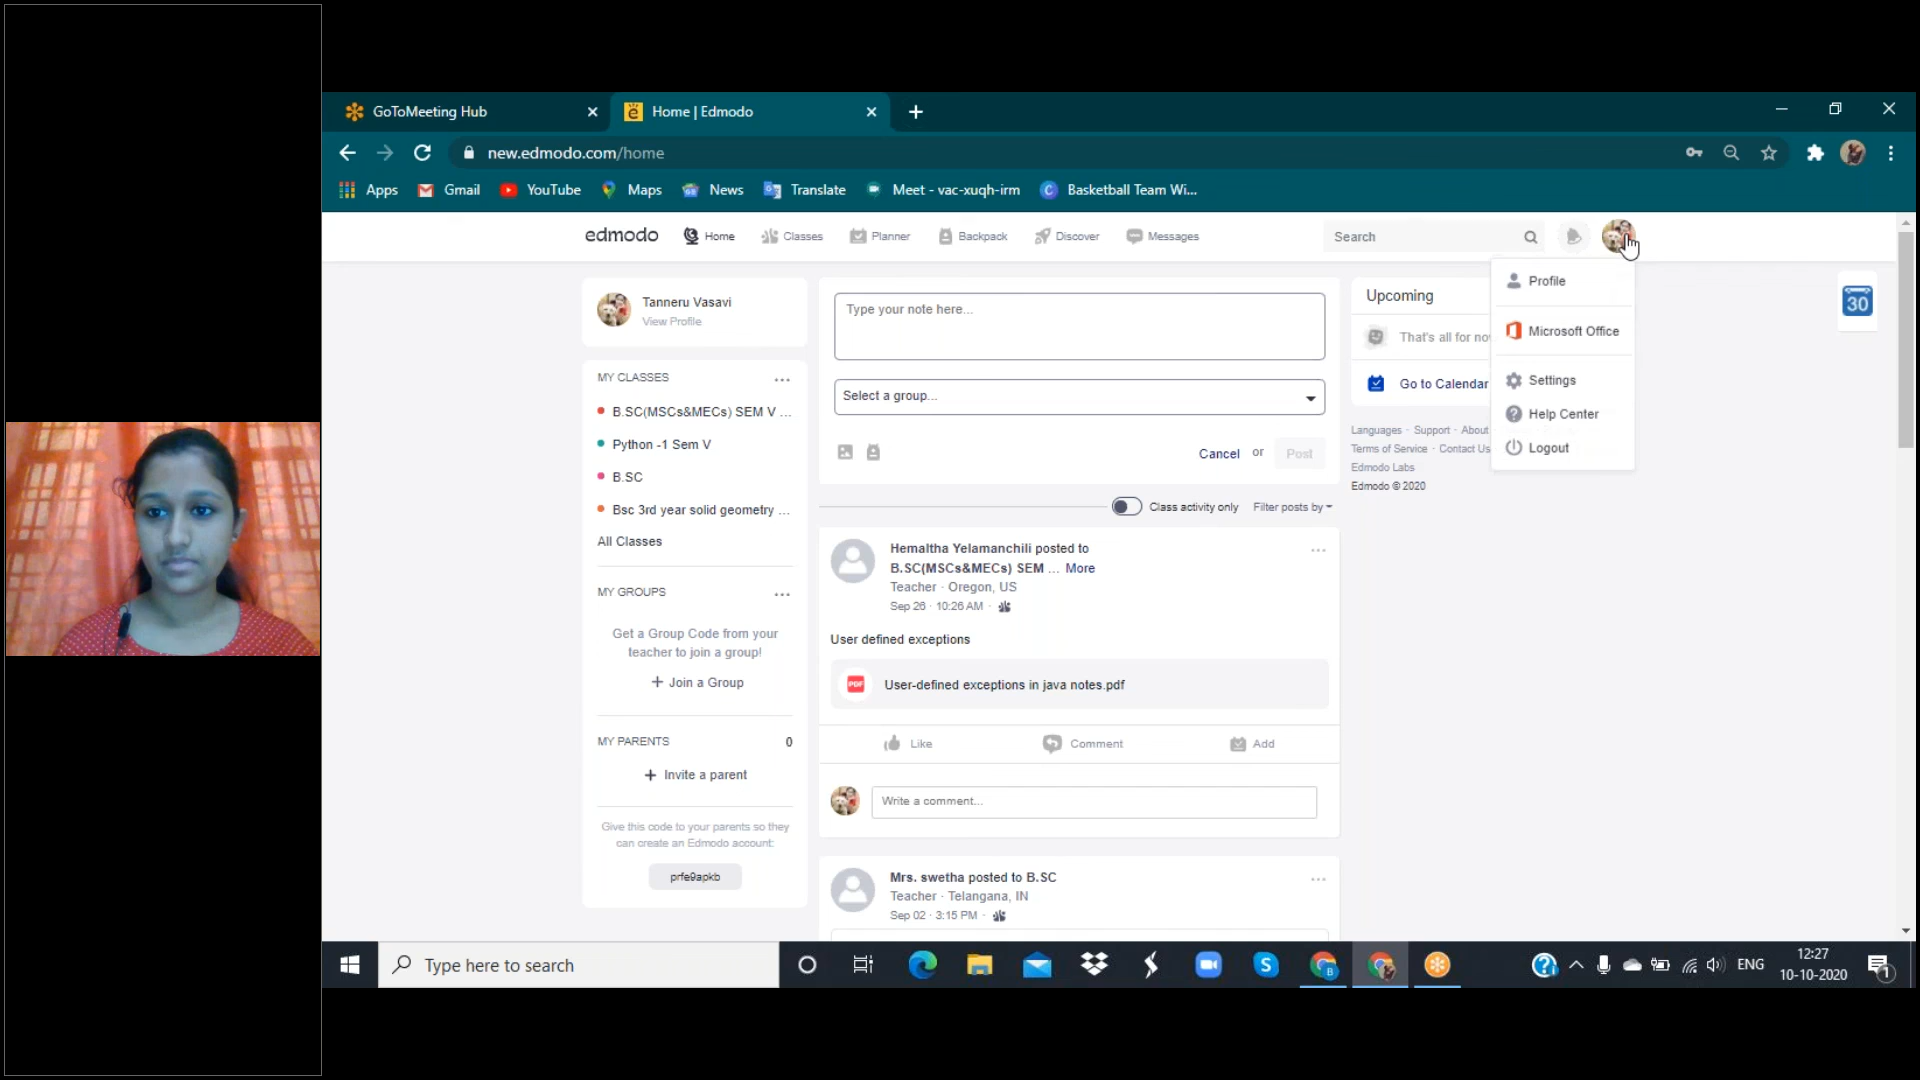 GoToMeeting Hub
Home | Edmodo
new.edmodo.com/home
Apps
Gmail
YouTube
Maps
News
Translate
Meet - vac-xuqh-irm
Basketball Team Wi...
edmodo
Home
Classes
Planner
Backpack
Discover
Messages
Search
Tanneru Vasavi
View Profile
MY CLASSES
B.SC(MSCs&MECs) SEM V ...
Python -1 Sem V
B.SC
Bsc 3rd year solid geometry ...
All Classes
MY GROUPS
Get a Group Code from your
teacher to join a group!
+ Join a Group
MY PARENTS 0
+ Invite a parent
Give this code to your parents so they
can create an Edmodo account:
prfe9apkb
Type your note here...
Select a group...
Cancel or Post
Class activity only Filter posts by
Hemaltha Yelamanchili posted to
B.SC(MSCs&MECs) SEM ... More
Teacher · Oregon, US
Sep 26 · 10:26 AM ·
User defined exceptions
PDF
User-defined exceptions in java notes.pdf
Like
Comment
Add
Write a comment...
Mrs. swetha posted to B.SC
Teacher · Telangana, IN
Sep 02 · 3:15 PM ·
Upcoming
That's all for no
Go to Calendar
Languages · Support · About
Terms of Service · Contact Us
Edmodo Labs
Edmodo © 2020
Profile
Microsoft Office
Settings
Help Center
Logout
30
Type here to search
ENG
12:27
10-10-2020
1